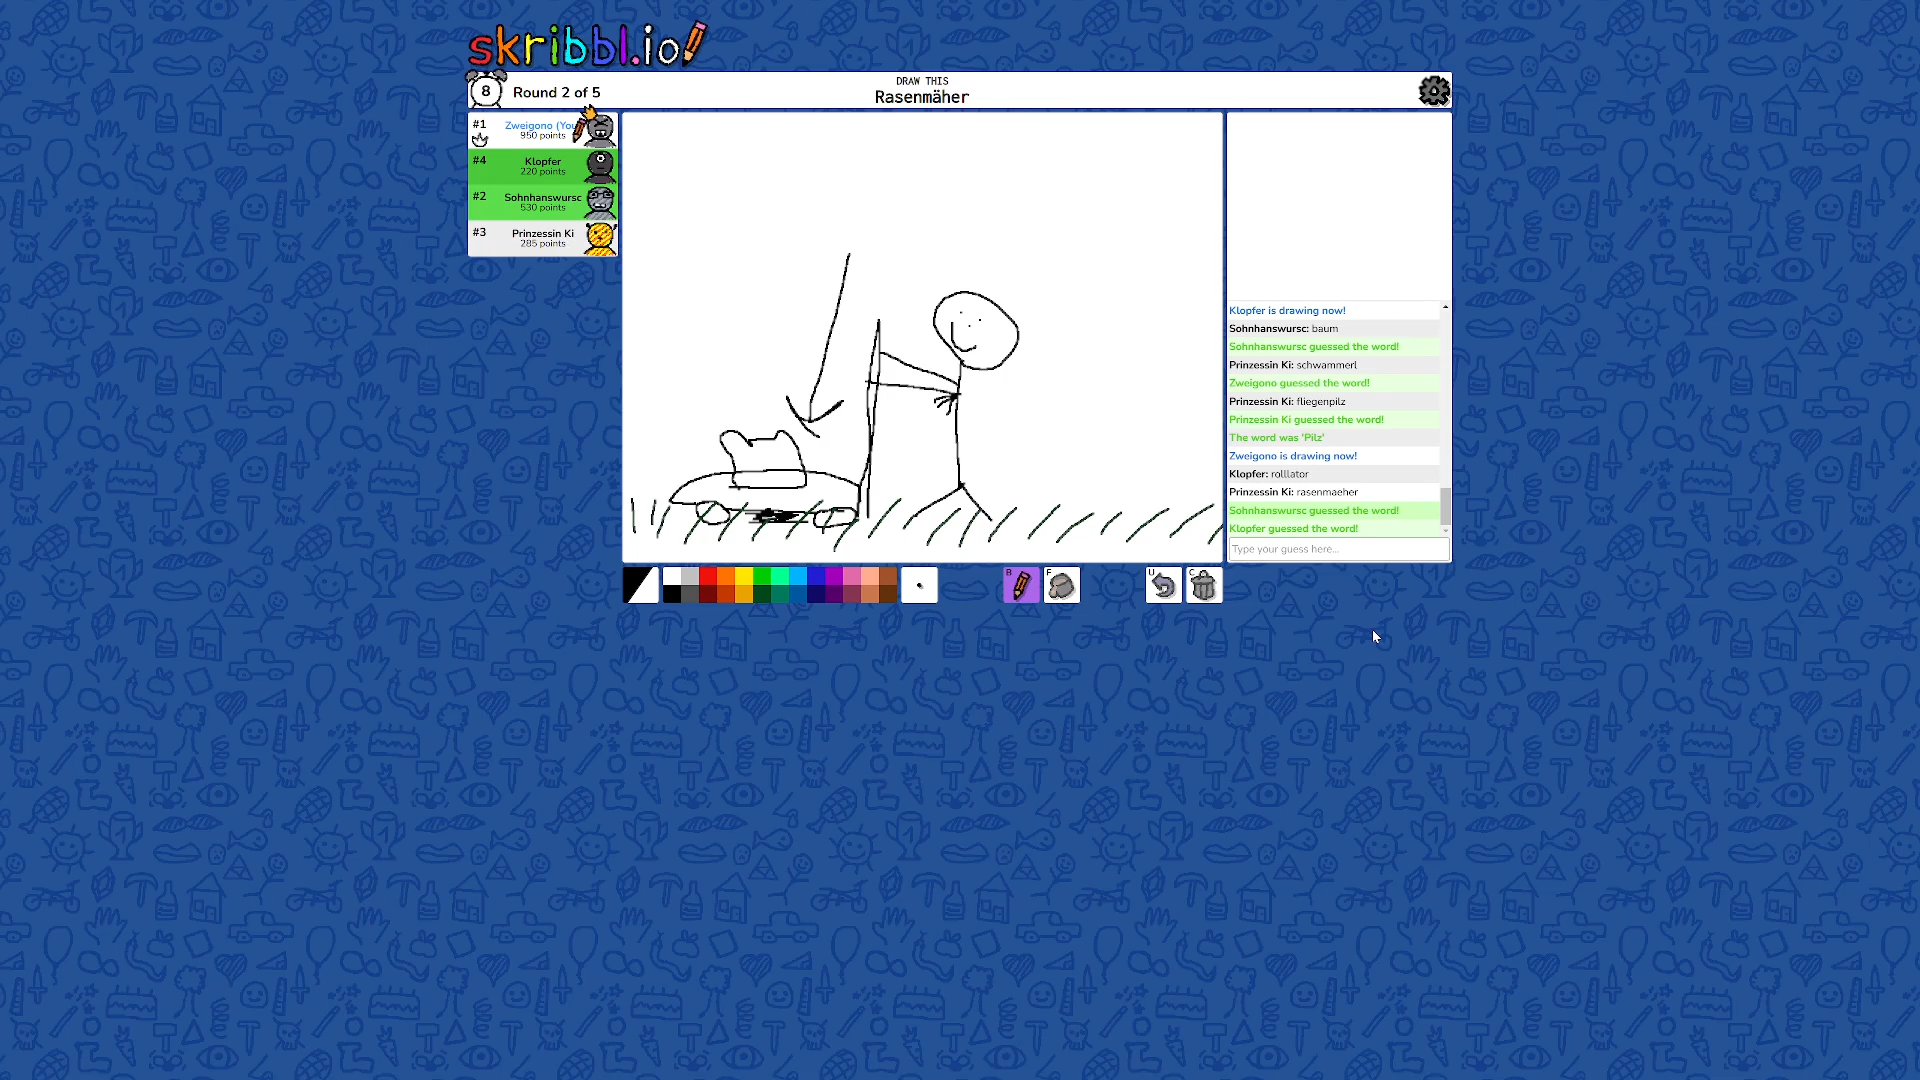 skribbl.io
8
Round 2 of 5
DRAW THIS
Rasenmäher
#1
Zweigono (You
950 points
#4
Klopfer
220 points
#2
Sohnhanswursc
530 points
#3
Prinzessin Ki
285 points
Klopfer is drawing now!
Sohnhanswursc: baum
Sohnhanswursc guessed the word!
Prinzessin Ki: schwammerl
Zweigono guessed the word!
Prinzessin Ki: fliegenpilz
Prinzessin Ki guessed the word!
The word was 'Pilz'
Zweigono is drawing now!
Klopfer: rolllator
Prinzessin Ki: rasenmaeher
Sohnhanswursc guessed the word!
Klopfer guessed the word!
Type your guess here...
B
F
U
C